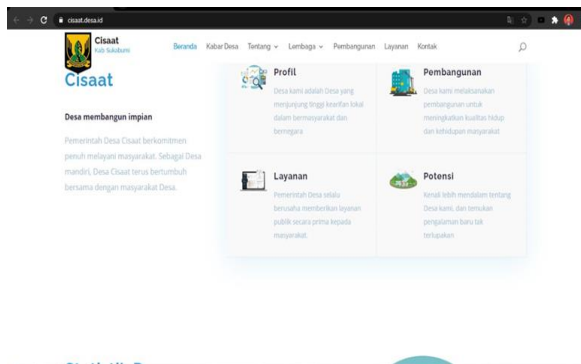 cisaat.desa.id
Cisaat
Kab Sukabumi
Beranda Kabar Desa Tentang Lembaga Pembangunan Layanan Kontak
Cisaat
Desa membangun impian
Pemerintah Desa Cisaat berkomitmen
penuh melayani masyarakat. Sebagai Desa
mandiri, Desa Cisaat terus bertumbuh
bersama dengan masyarakat Desa.
Profil
Desa kami adalah Desa yang
menjunjung tinggi kearifan lokal
dalam bermasyarakat dan
bernegara
Pembangunan
Desa kami melaksanakan
pembangunan untuk
meningkatkan kualitas hidup
dan kehidupan masyarakat
Layanan
Pemerintah Desa selalu
berusaha memberikan layanan
publik secara prima kepada
masyarakat.
Potensi
Kenali lebih mendalam tentang
Desa kami, dan temukan
pengalaman baru tak
terlupakan